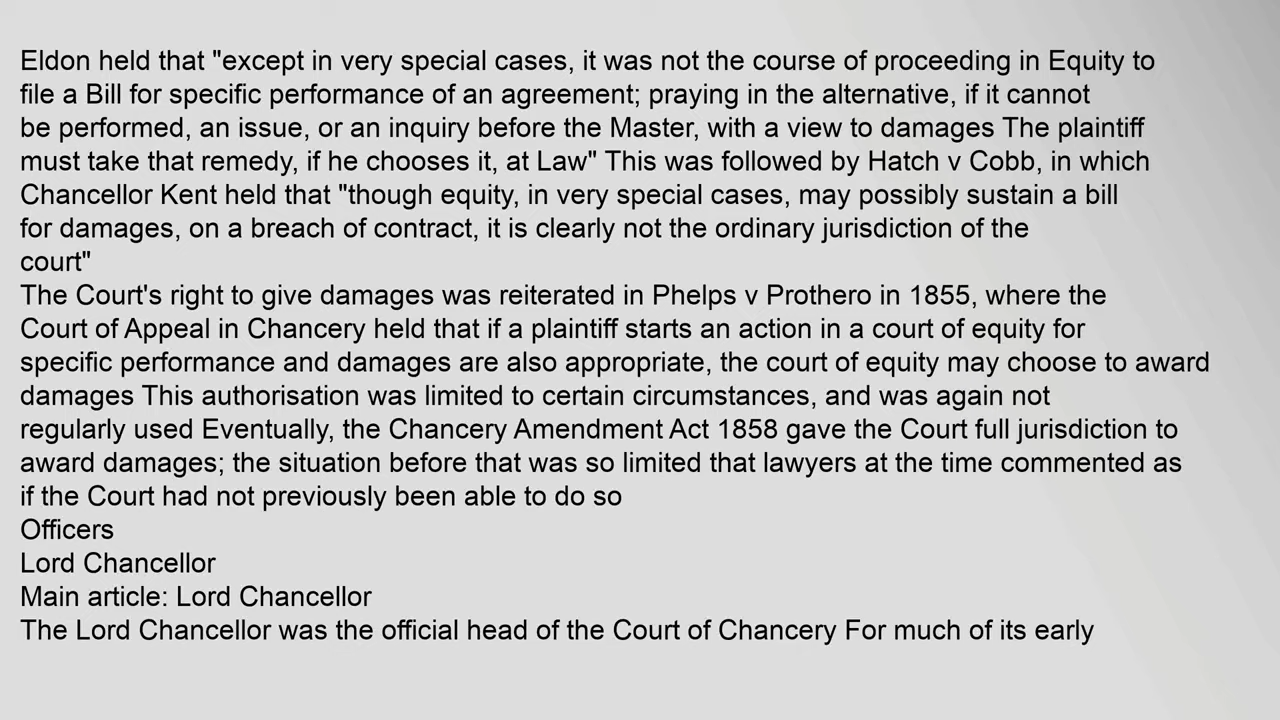 Eldon held that "except in very special cases, it was not the course of proceeding in Equity to
file a Bill for specific performance of an agreement; praying in the alternative, if it cannot
be performed, an issue, or an inquiry before the Master, with a view to damages The plaintiff
must take that remedy, if he chooses it, at Law" This was followed by Hatch v Cobb, in which
Chancellor Kent held that "though equity, in very special cases, may possibly sustain a bill
for damages, on a breach of contract, it is clearly not the ordinary jurisdiction of the
court"
The Court's right to give damages was reiterated in Phelps v Prothero in 1855, where the
Court of Appeal in Chancery held that if a plaintiff starts an action in a court of equity for
specific performance and damages are also appropriate, the court of equity may choose to award
damages This authorisation was limited to certain circumstances, and was again not
regularly used Eventually, the Chancery Amendment Act 1858 gave the Court full jurisdiction to
award damages; the situation before that was so limited that lawyers at the time commented as
if the Court had not previously been able to do so
Officers
Lord Chancellor
Main article: Lord Chancellor
The Lord Chancellor was the official head of the Court of Chancery For much of its early